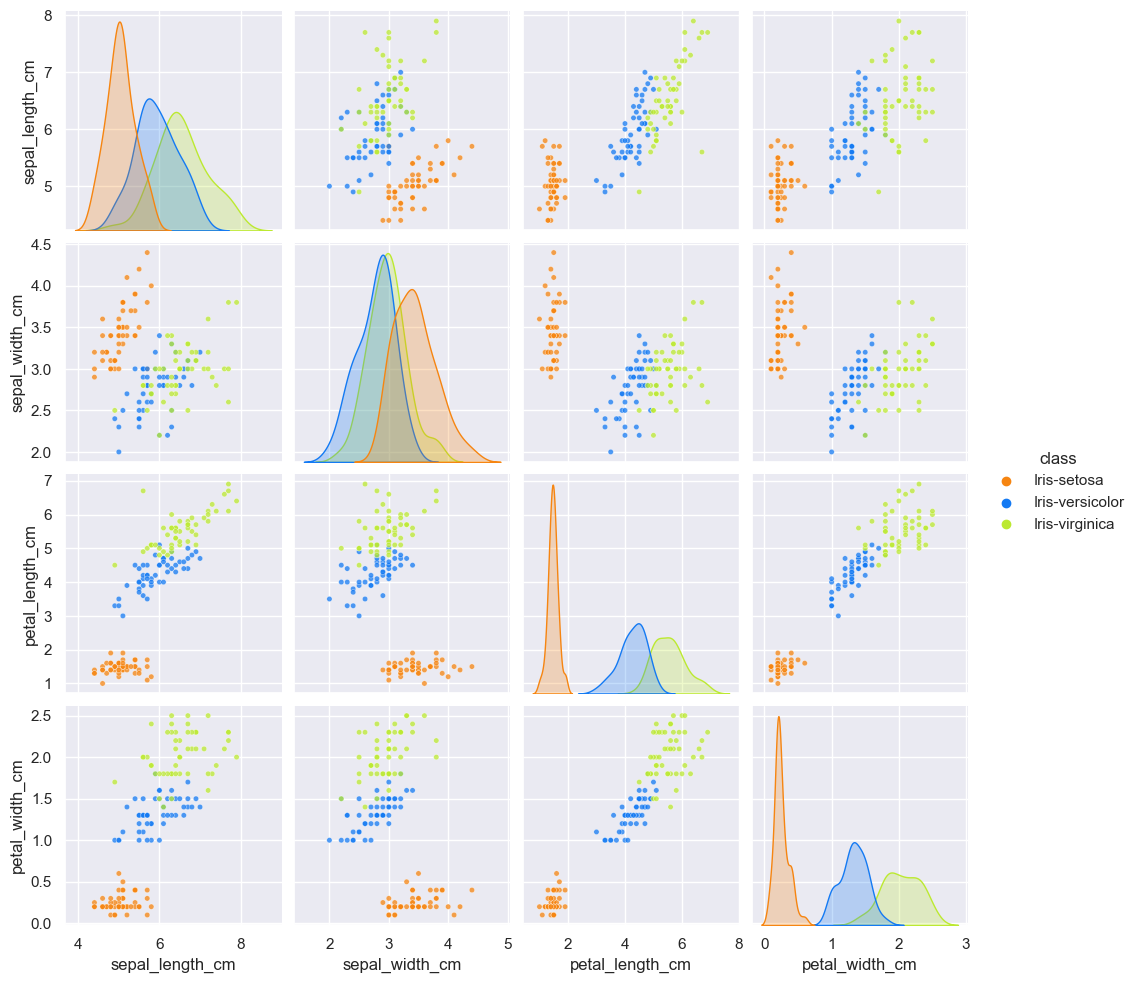 8
7
6
5
sepal_length_cm
4.5
4.0
3.5
3.0
2.5
2.0
sepal_width_cm
class
Iris-setosa
Iris-versicolor
Iris-virginica
7
6
5
4
3
2
1
petal_length_cm
2.5
2.0
1.5
1.0
0.5
0.0
petal_width_cm
4 6 8
2 3 4 5
2 4 6 8
0 1 2 3
sepal_length_cm
sepal_width_cm
petal_length_cm
petal_width_cm